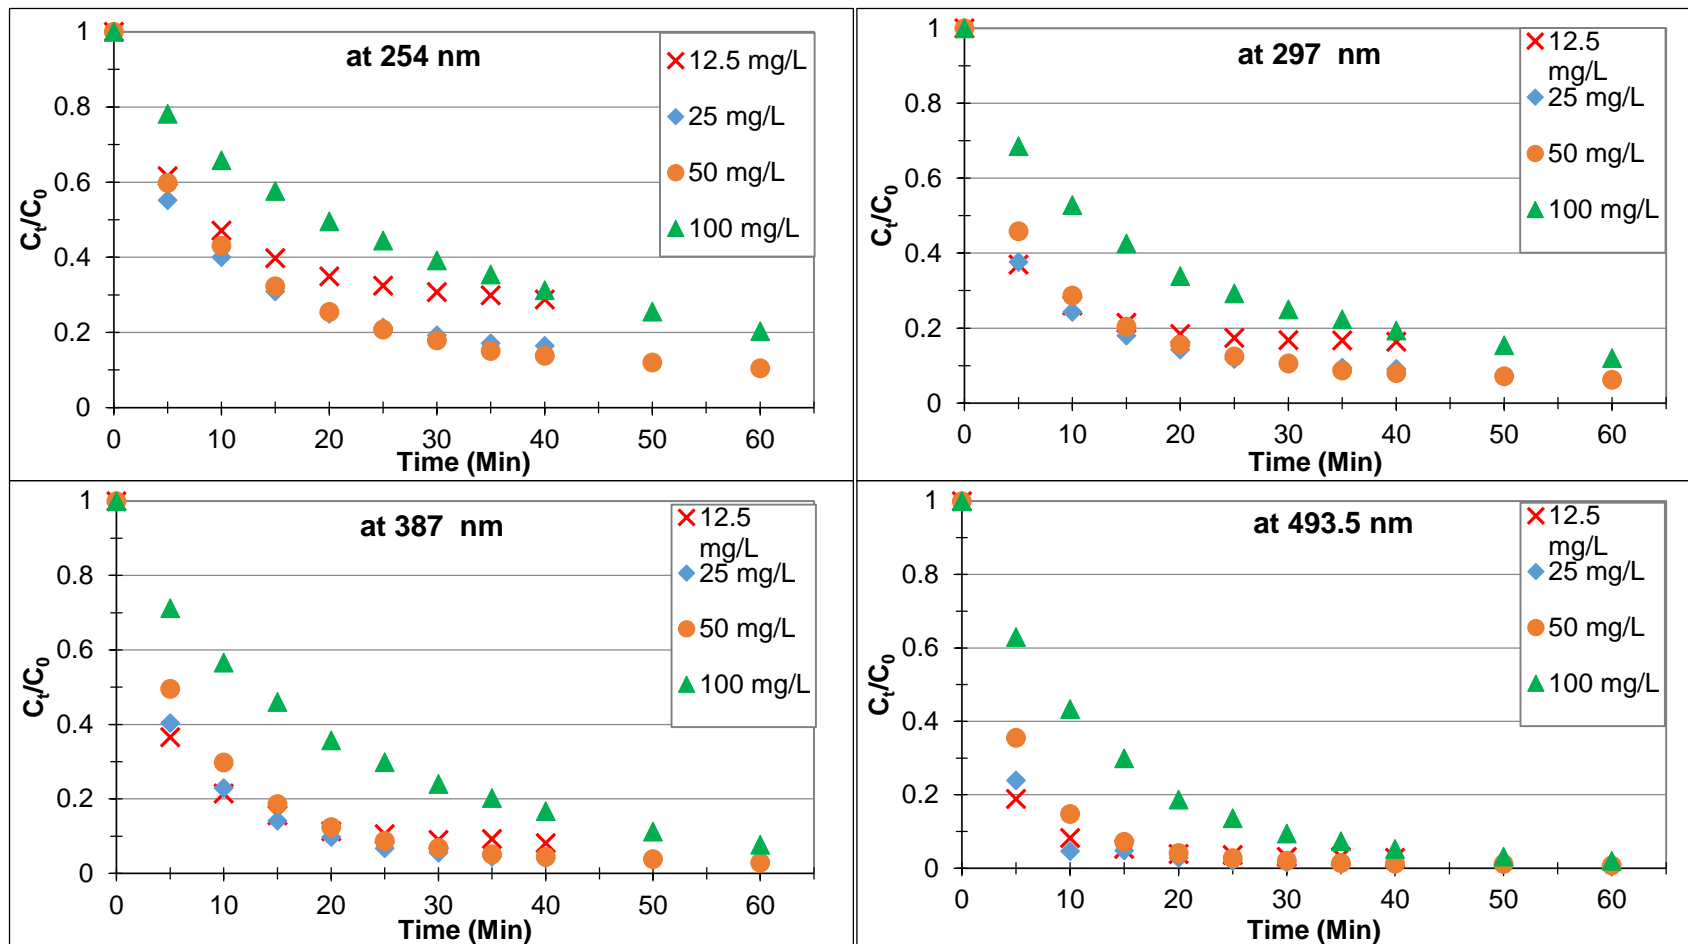 at 254 nm
12.5 mg/L
25 mg/L
50 mg/L
100 mg/L
1
0.8
0.6
0.4
0.2
0
Ct/C0
0 10 20 30 40 50 60
Time (Min)
at 297 nm
12.5
mg/L
25 mg/L
50 mg/L
100 mg/L
1
0.8
0.6
0.4
0.2
0
Ct/C0
0 10 20 30 40 50 60
Time (Min)
at 387 nm
12.5
mg/L
25 mg/L
50 mg/L
100 mg/L
1
0.8
0.6
0.4
0.2
0
Ct/C0
0 10 20 30 40 50 60
Time (Min)
at 493.5 nm
12.5
mg/L
25 mg/L
50 mg/L
100 mg/L
1
0.8
0.6
0.4
0.2
0
Ct/C0
0 10 20 30 40 50 60
Time (Min)